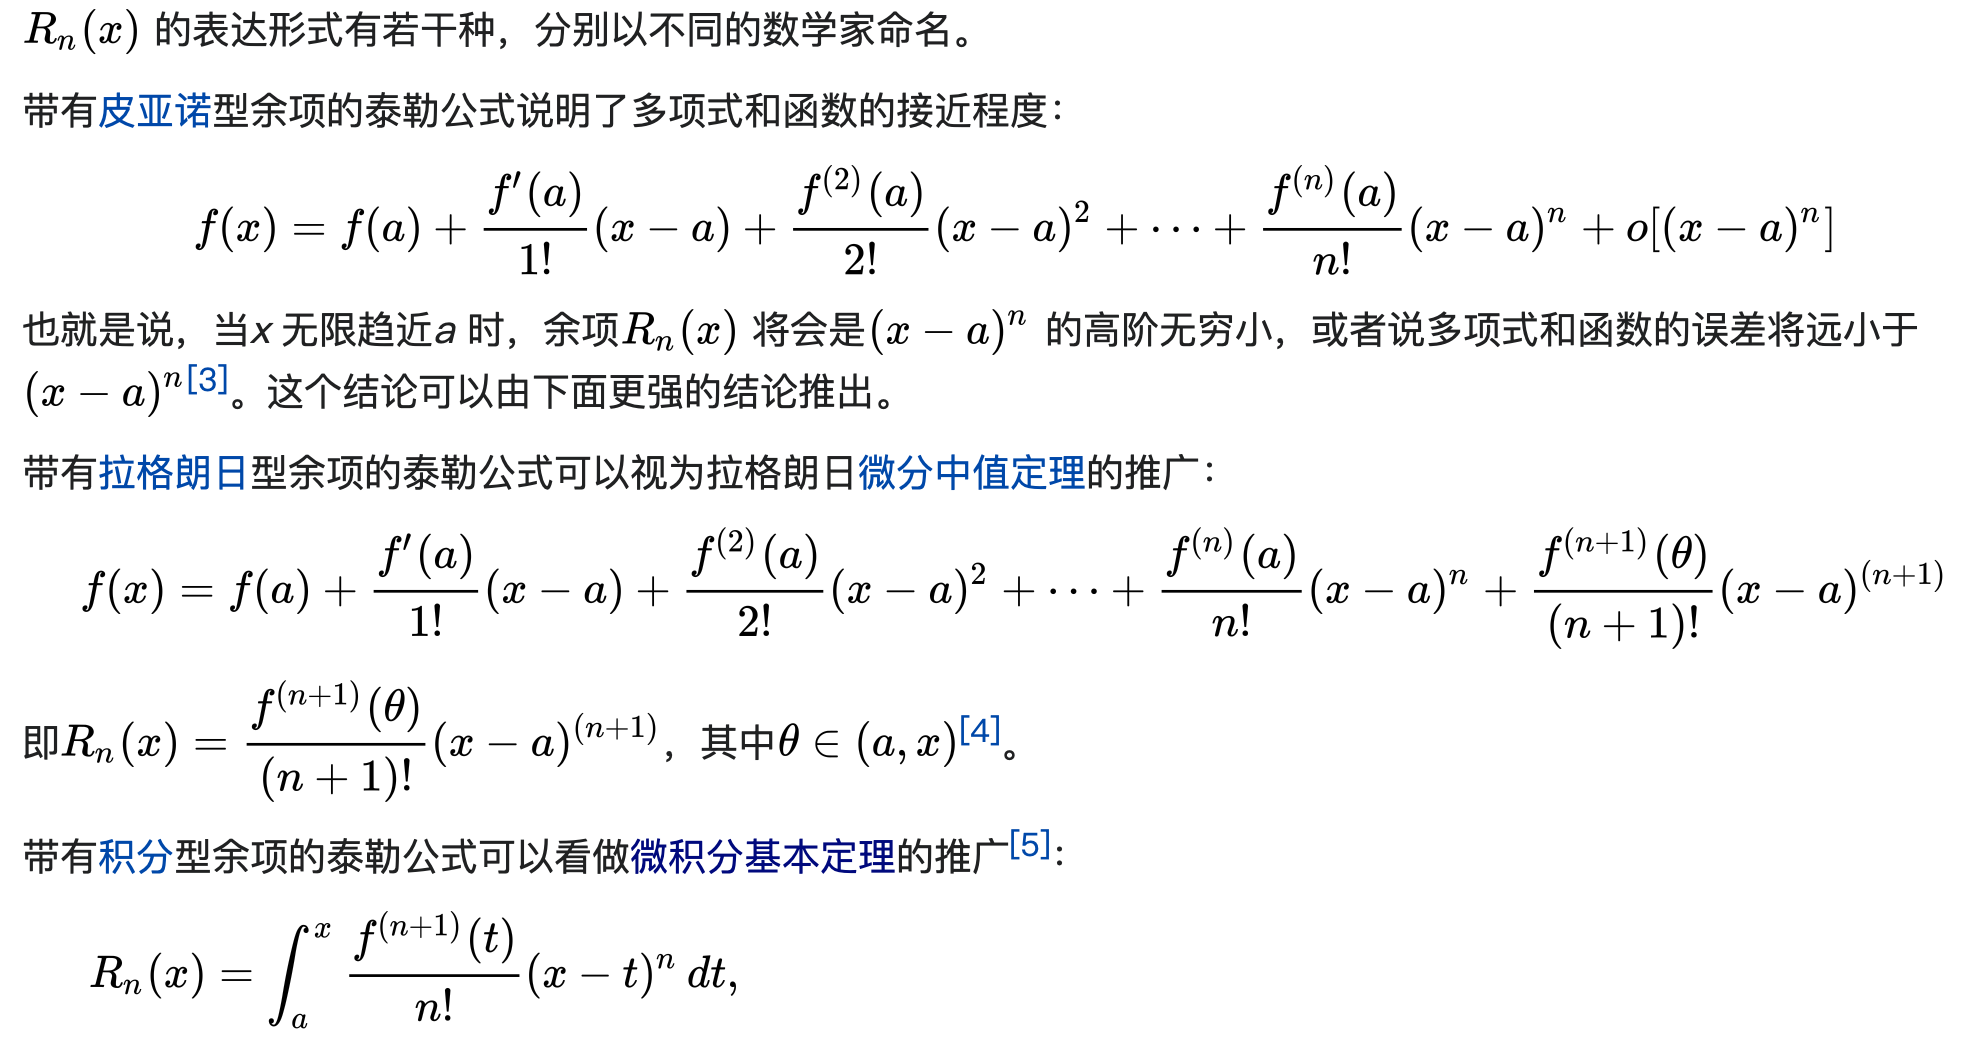 $R_n(x)$ 的表达形式有若干种，分别以不同的数学家命名。
带有皮亚诺型余项的泰勒公式说明了多项式和函数的接近程度：
$f(x) = f(a) + \frac{f'(a)}{1!}(x-a) + \frac{f^{(2)}(a)}{2!}(x-a)^2 + \cdots + \frac{f^{(n)}(a)}{n!}(x-a)^n + o[(x-a)^n]$
也就是说，当x 无限趋近a 时，余项$R_n(x)$ 将会是$(x-a)^n$ 的高阶无穷小，或者说多项式和函数的误差将远小于
$(x-a)^n$[3]。这个结论可以由下面更强的结论推出。
带有拉格朗日型余项的泰勒公式可以视为拉格朗日微分中值定理的推广：
$f(x) = f(a) + \frac{f'(a)}{1!}(x-a) + \frac{f^{(2)}(a)}{2!}(x-a)^2 + \cdots + \frac{f^{(n)}(a)}{n!}(x-a)^n + \frac{f^{(n+1)}(\theta)}{(n+1)!}(x-a)^{(n+1)}$
即$R_n(x) = \frac{f^{(n+1)}(\theta)}{(n+1)!}(x-a)^{(n+1)}$，其中$\theta \in (a,x)$[4]。
带有积分型余项的泰勒公式可以看做微积分基本定理的推广[5]：
$R_n(x) = \int_a^x \frac{f^{(n+1)}(t)}{n!}(x-t)^n \, dt,$